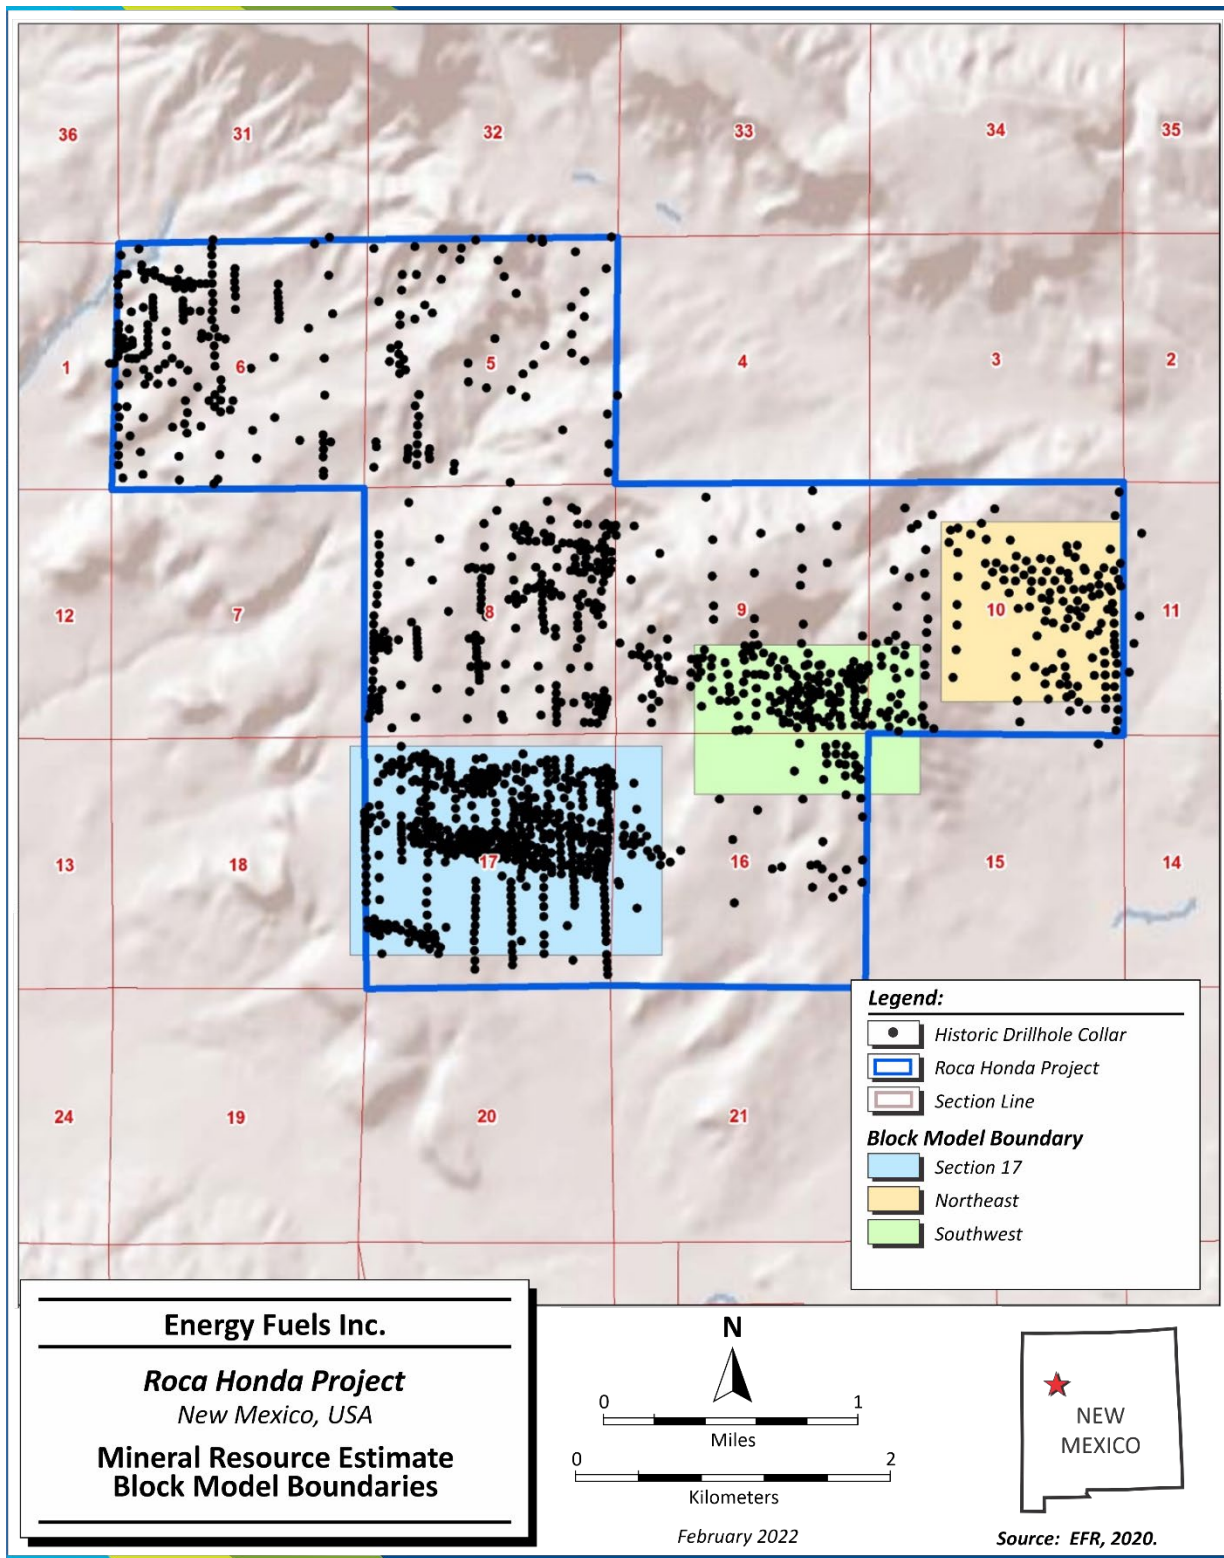 36
31
32
33
34
35
1
6
5
4
3
2
12
7
8
9
10
11
13
18
17
16
15
14
24
19
20
21
Legend:
Historic Drillhole Collar
Roca Honda Project
Section Line
Block Model Boundary
Section 17
Northeast
Southwest
Energy Fuels Inc.
Roca Honda Project
New Mexico, USA
Mineral Resource Estimate
Block Model Boundaries
N
0 1
Miles
0 2
Kilometers
February 2022
NEW
MEXICO
Source: EFR, 2020.